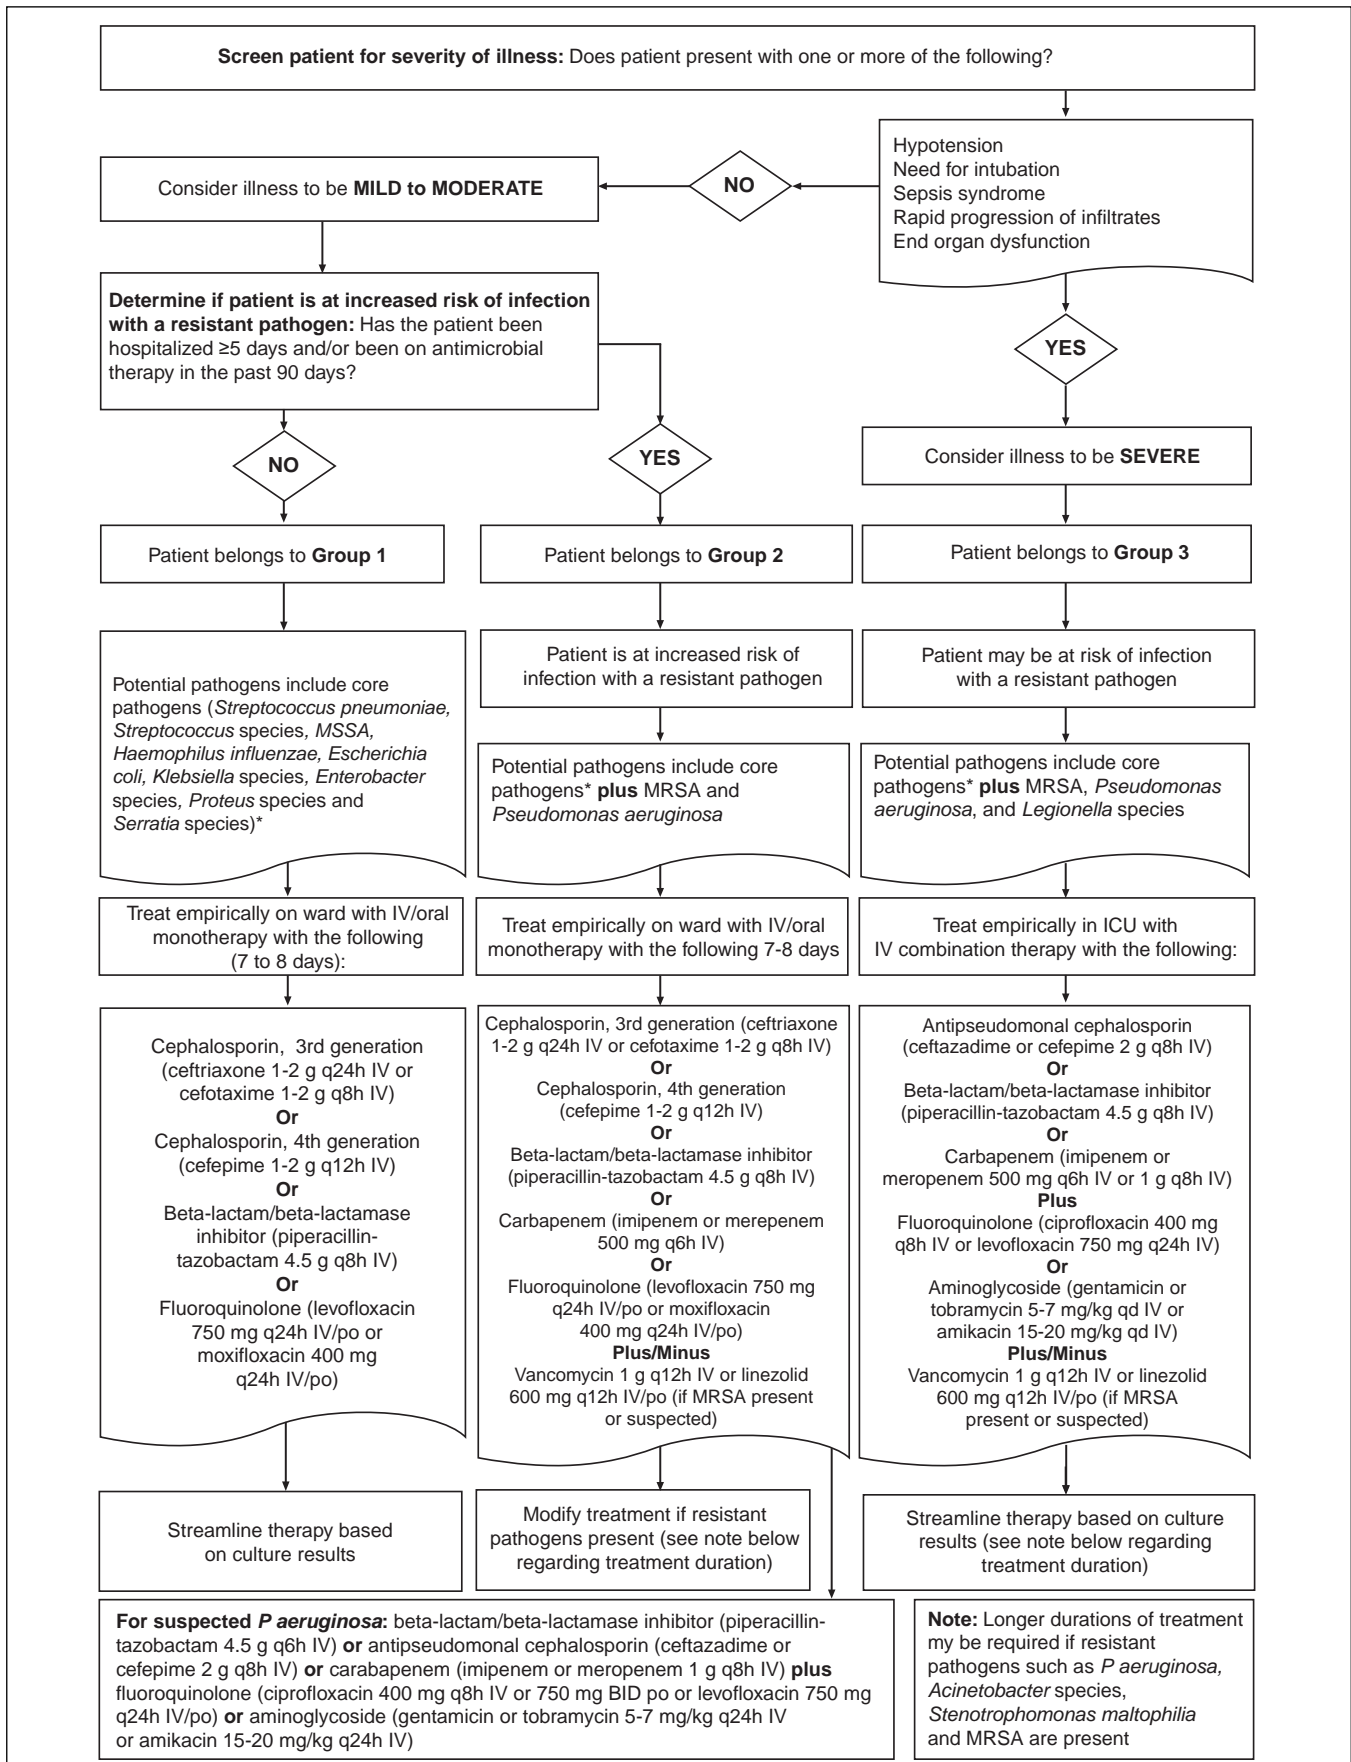 Screen patient for severity of illness: Does patient present with one or more of the following?
Hypotension
Need for intubation
Sepsis syndrome
Rapid progression of infiltrates
End organ dysfunction
NO
Consider illness to be MILD to MODERATE
Determine if patient is at increased risk of infection
with a resistant pathogen: Has the patient been
hospitalized ≥5 days and/or been on antimicrobial
therapy in the past 90 days?
YES
NO
YES
Consider illness to be SEVERE
Patient belongs to Group 1
Patient belongs to Group 2
Patient belongs to Group 3
Potential pathogens include core
pathogens (Streptococcus pneumoniae,
Streptococcus species, MSSA,
Haemophilus influenzae, Escherichia
coli, Klebsiella species, Enterobacter
species, Proteus species and
Serratia species)*
Patient is at increased risk of
infection with a resistant pathogen
Patient may be at risk of infection
with a resistant pathogen
Potential pathogens include core
pathogens* plus MRSA and
Pseudomonas aeruginosa
Potential pathogens include core
pathogens* plus MRSA, Pseudomonas
aeruginosa, and Legionella species
Treat empirically on ward with IV/oral
monotherapy with the following
(7 to 8 days):
Treat empirically on ward with IV/oral
monotherapy with the following 7-8 days
Treat empirically in ICU with
IV combination therapy with the following:
Cephalosporin, 3rd generation
(ceftriaxone 1-2 g q24h IV or
cefotaxime 1-2 g q8h IV)
Or
Cephalosporin, 4th generation
(cefepime 1-2 g q12h IV)
Or
Beta-lactam/beta-lactamase
inhibitor (piperacillin-
tazobactam 4.5 g q8h IV)
Or
Fluoroquinolone (levofloxacin
750 mg q24h IV/po or
moxifloxacin 400 mg
q24h IV/po)
Cephalosporin, 3rd generation (ceftriaxone
1-2 g q24h IV or cefotaxime 1-2 g q8h IV)
Or
Cephalosporin, 4th generation
(cefepime 1-2 g q12h IV)
Or
Beta-lactam/beta-lactamase inhibitor
(piperacillin-tazobactam 4.5 g q8h IV)
Or
Carbapenem (imipenem or merepenem
500 mg q6h IV)
Or
Fluoroquinolone (levofloxacin 750 mg
q24h IV/po or moxifloxacin
400 mg q24h IV/po)
Plus/Minus
Vancomycin 1 g q12h IV or linezolid
600 mg q12h IV/po (if MRSA present
or suspected)
Antipseudomonal cephalosporin
(ceftazadime or cefepime 2 g q8h IV)
Or
Beta-lactam/beta-lactamase inhibitor
(piperacillin-tazobactam 4.5 g q8h IV)
Or
Carbapenem (imipenem or
meropenem 500 mg q6h IV or 1 g q8h IV)
Plus
Fluoroquinolone (ciprofloxacin 400 mg
q8h IV or levofloxacin 750 mg q24h IV)
Or
Aminoglycoside (gentamicin or
tobramycin 5-7 mg/kg qd IV or
amikacin 15-20 mg/kg qd IV)
Plus/Minus
Vancomycin 1 g q12h IV or linezolid
600 mg q12h IV/po (if MRSA
present or suspected)
Streamline therapy based
on culture results
Modify treatment if resistant
pathogens present (see note below
regarding treatment duration)
Streamline therapy based on culture
results (see note below regarding
treatment duration)
For suspected P aeruginosa: beta-lactam/beta-lactamase inhibitor (piperacillin-
tazobactam 4.5 g q6h IV) or antipseudomonal cephalosporin (ceftazadime or
cefepime 2 g q8h IV) or carabapenem (imipenem or meropenem 1 g q8h IV) plus
fluoroquinolone (ciprofloxacin 400 mg q8h IV or 750 mg BID po or levofloxacin 750 mg
q24h IV/po) or aminoglycoside (gentamicin or tobramycin 5-7 mg/kg q24h IV
or amikacin 15-20 mg/kg q24h IV)
Note: Longer durations of treatment
my be required if resistant
pathogens such as P aeruginosa,
Acinetobacter species,
Stenotrophomonas maltophilia
and MRSA are present